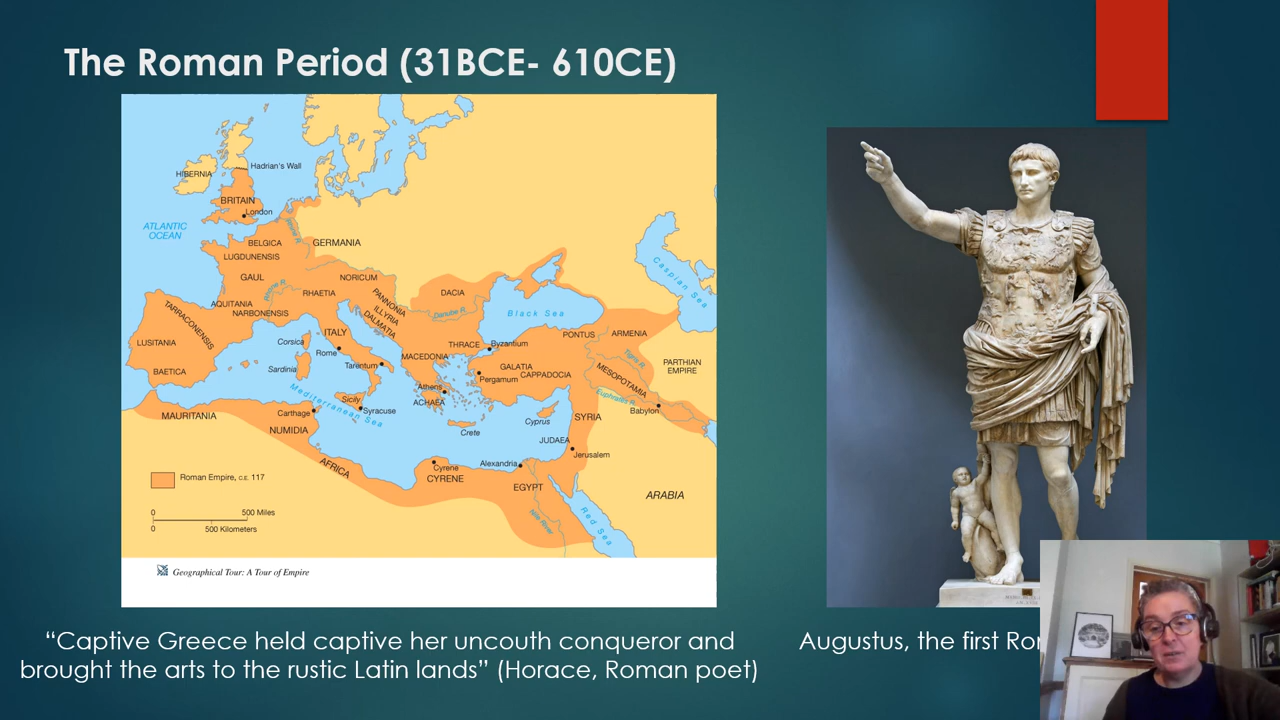 The Roman Period (31BCE- 610CE)
HIBERNIA
Hadrian's Wall
BRITAIN
London
ATLANTIC
OCEAN
BELGICA
GERMANIA
LUGDUNENSIS
GAUL
NORICUM
RHAETIA
AQUITANIA
NARBONENSIS
TARRACONENSIS
LUSITANIA
BAETICA
PANNONIA
ILLYRIA
DALMATIA
DACIA
Danube R.
Black Sea
Caspian Sea
ITALY
Corsica
Rome
Sardinia
Tarentum
MACEDONIA
THRACE
Byzantium
PONTUS
ARMENIA
GALATIA
CAPPADOCIA
Pergamum
Athens
ACHAEA
Tigris R.
MESOPOTAMIA
Euphrates R.
PARTHIAN
EMPIRE
Babylon
Mediterranean Sea
Sicily
Syracuse
Carthage
MAURITANIA
NUMIDIA
AFRICA
Crete
Cyprus
SYRIA
JUDAEA
Jerusalem
Cyrene
CYRENE
Alexandria
EGYPT
Nile River
Red Sea
ARABIA
Roman Empire, C.E. 117
0 500 Miles
0 500 Kilometers
Geographical Tour: A Tour of Empire
“Captive Greece held captive her uncouth conqueror and
brought the arts to the rustic Latin lands” (Horace, Roman poet)
Augustus, the first Ror